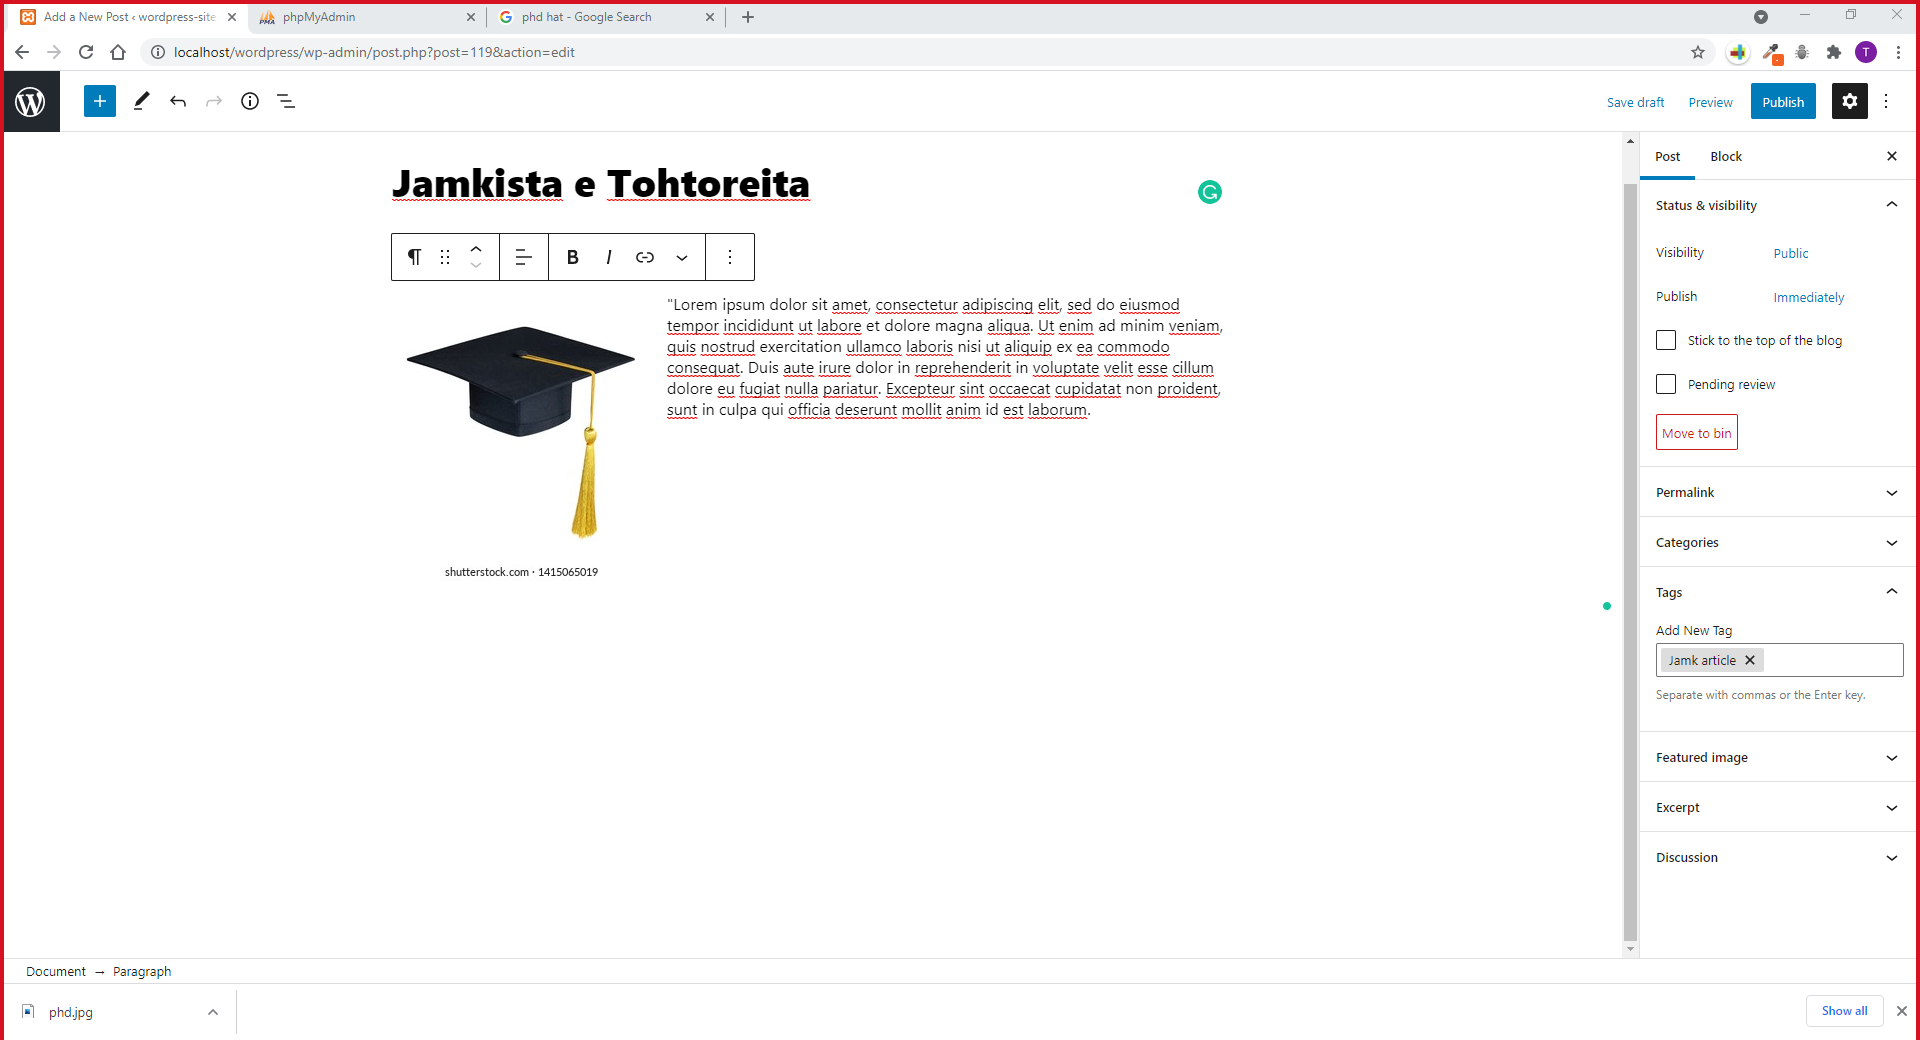 Add a New Post ‹ wordpress-site
phpMyAdmin
phd hat - Google Search
localhost/wordpress/wp-admin/post.php?post=119&action=edit
T
Save draft
Preview
Publish
Jamkista e Tohtoreita
B
I
"Lorem ipsum dolor sit amet, consectetur adipiscing elit, sed do eiusmod
tempor incididunt ut labore et dolore magna aliqua. Ut enim ad minim veniam,
quis nostrud exercitation ullamco laboris nisi ut aliquip ex ea commodo
consequat. Duis aute irure dolor in reprehenderit in voluptate velit esse cillum
dolore eu fugiat nulla pariatur. Excepteur sint occaecat cupidatat non proident,
sunt in culpa qui officia deserunt mollit anim id est laborum.
shutterstock.com · 1415065019
Post
Block
Status & visibility
Visibility
Public
Publish
Immediately
Stick to the top of the blog
Pending review
Move to bin
Permalink
Categories
Tags
Add New Tag
Jamk article
Separate with commas or the Enter key.
Featured image
Excerpt
Discussion
Document → Paragraph
phd.jpg
Show all